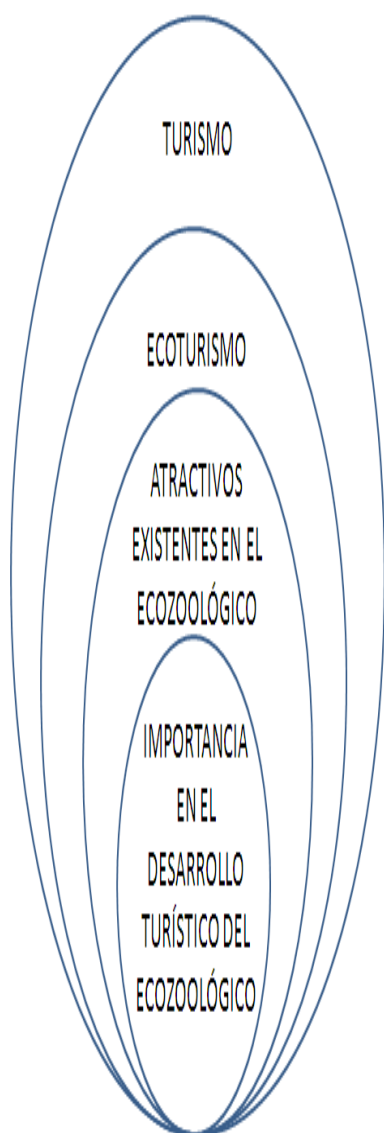 TURISMO
ECOTURISMO
ATRACTIVOS
EXISTENTES EN EL
ECOZOOLÓGICO
IMPORTANCIA
EN EL
DESARROLLO
TURÍSTICO DEL
ECOZOOLÓGICO